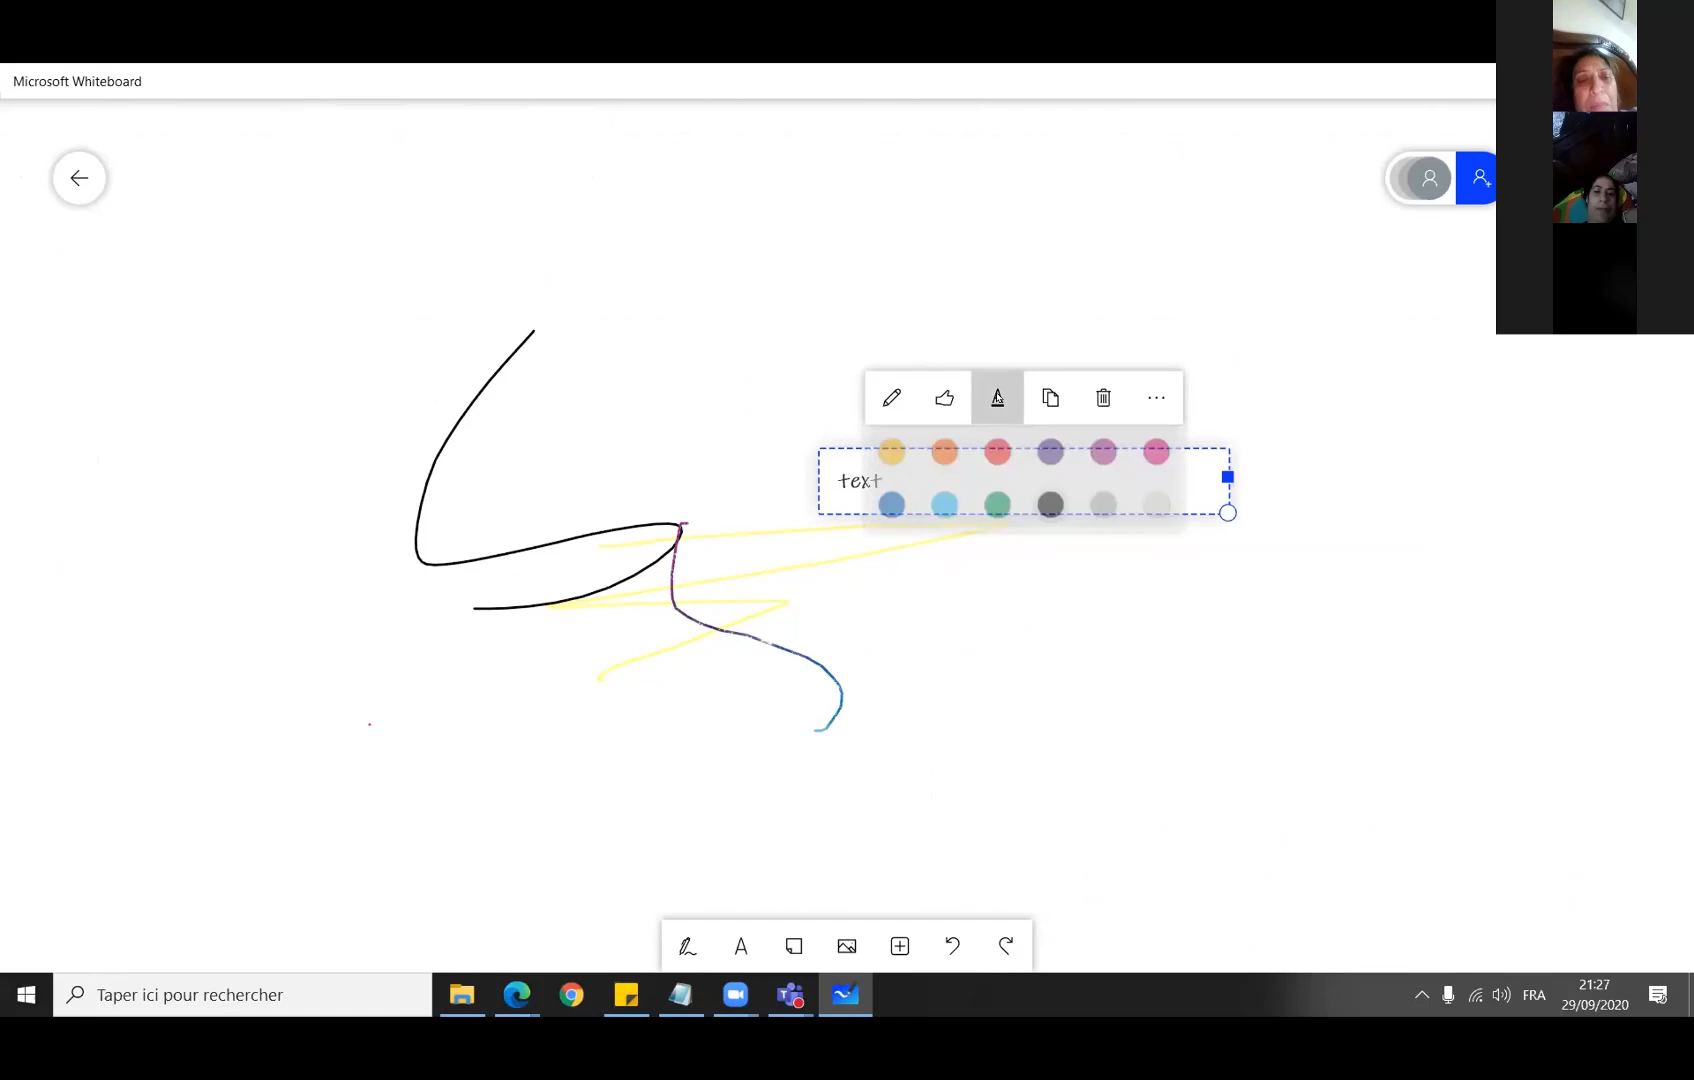 Microsoft Whiteboard
text
Taper ici pour rechercher
FRA
21:27
29/09/2020